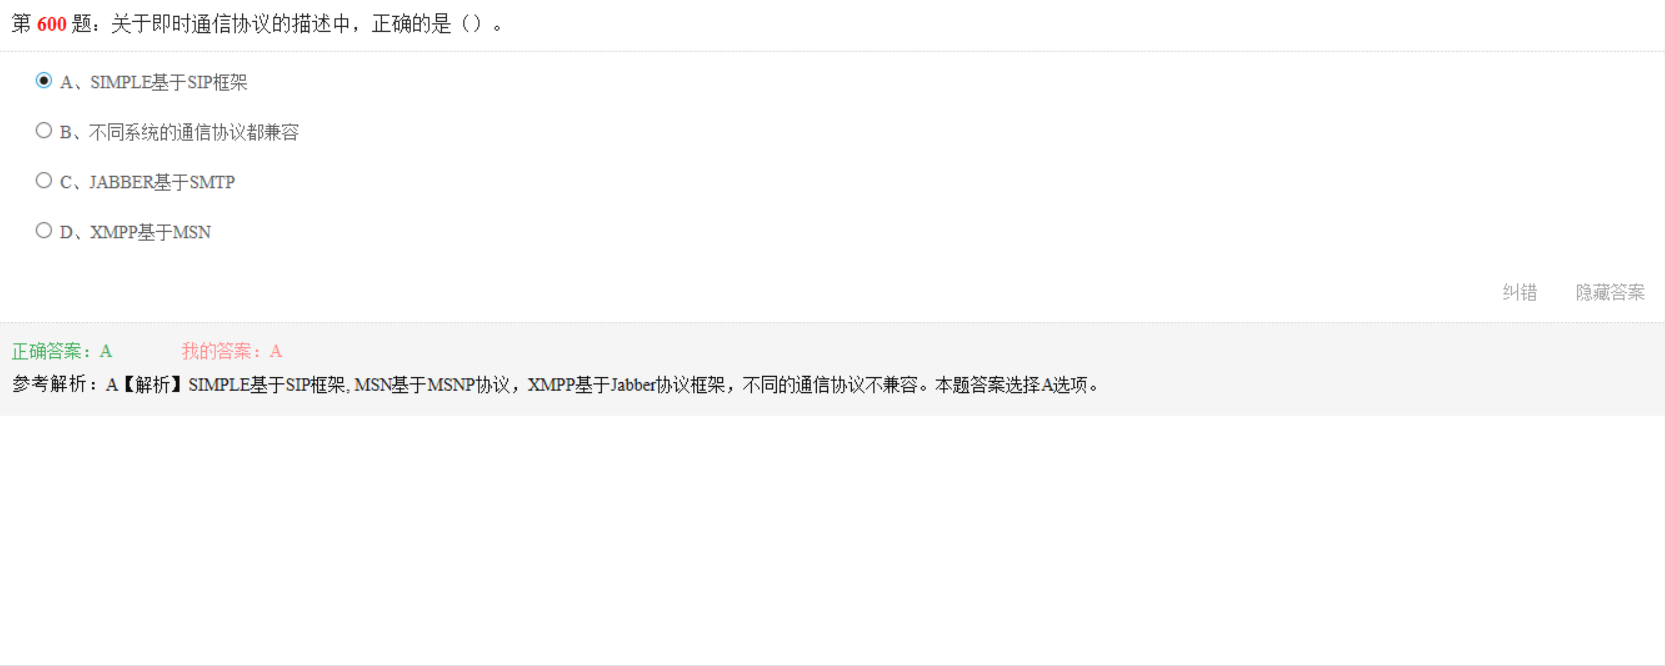 第 600 题：关于即时通信协议的描述中，正确的是（）。
A、SIMPLE基于SIP框架
B、不同系统的通信协议都兼容
C、JABBER基于SMTP
D、XMPP基于MSN
纠错 隐藏答案
正确答案：A 我的答案：A
参考解析：A【解析】SIMPLE基于SIP框架, MSN基于MSNP协议，XMPP基于Jabber协议框架，不同的通信协议不兼容。本题答案选择A选项。